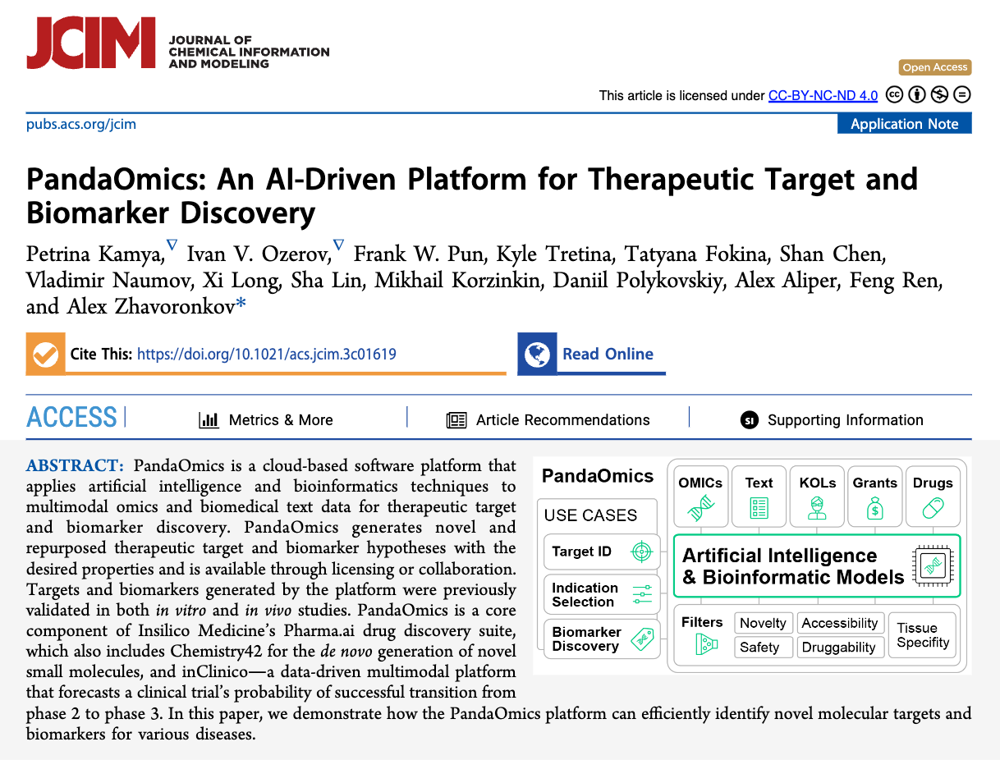 JCIM
JOURNAL OF
CHEMICAL INFORMATION
AND MODELING
Open Access
This article is licensed under CC-BY-NC-ND 4.0
cc
$
=
pubs.acs.org/jcim
Application Note
PandaOmics: An AI-Driven Platform for Therapeutic Target and
Biomarker Discovery
Petrina Kamya,▽ Ivan V. Ozerov,▽ Frank W. Pun, Kyle Tretina, Tatyana Fokina, Shan Chen,
Vladimir Naumov, Xi Long, Sha Lin, Mikhail Korzinkin, Daniil Polykovskiy, Alex Aliper, Feng Ren,
and Alex Zhavoronkov*
Cite This: https://doi.org/10.1021/acs.jcim.3c01619
Read Online
ACCESS
Metrics & More
Article Recommendations
SI
Supporting Information
ABSTRACT: PandaOmics is a cloud-based software platform that
applies artificial intelligence and bioinformatics techniques to
multimodal omics and biomedical text data for therapeutic target
and biomarker discovery. PandaOmics generates novel and
repurposed therapeutic target and biomarker hypotheses with the
desired properties and is available through licensing or collaboration.
Targets and biomarkers generated by the platform were previously
validated in both in vitro and in vivo studies. PandaOmics is a core
component of Insilico Medicine's Pharma.ai drug discovery suite,
which also includes Chemistry42 for the de novo generation of novel
small molecules, and inClinico—a data-driven multimodal platform
that forecasts a clinical trial's probability of successful transition from
phase 2 to phase 3. In this paper, we demonstrate how the PandaOmics platform can efficiently identify novel molecular targets and
biomarkers for various diseases.
PandaOmics
USE CASES
Target ID
Indication
Selection
Biomarker
Discovery
OMICs
Text
KOLs
Grants
$
Drugs
Artificial Intelligence
& Bioinformatic Models
Filters
Novelty
Accessibility
Safety
Druggability
Tissue
Specifity